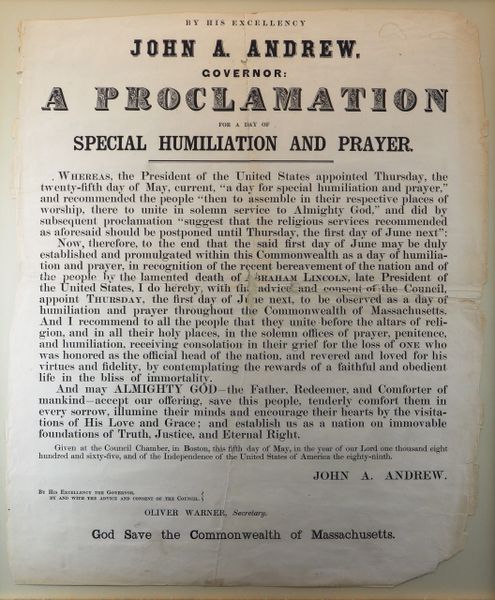 BY HIS EXCELLENCY
JOHN A. ANDREW,
GOVERNOR:
A PROCLAMATION
FOR A DAY OF
SPECIAL HUMILIATION AND PRAYER.
WHEREAS, the President of the United States appointed Thursday, the
twenty-fifth day of May, current, "a day for special humiliation and prayer,"
and recommended the people "then to assemble in their respective places of
worship, there to unite in solemn service to Almighty God," and did by
subsequent proclamation "suggest that the religious services recommended
as aforesaid should be postponed until Thursday, the first day of June next":
Now, therefore, to the end that the said first day of June may be duly
established and promulgated within this Commonwealth as a day of humilia-
tion and prayer, in recognition of the recent bereavement of the nation and of
the people by the lamented death of ABRAHAM LINCOLN, late President of
the United States, I do hereby, with the advice and consent of the Council,
appoint THURSDAY, the first day of June next, to be observed as a day of
humiliation and prayer throughout the Commonwealth of Massachusetts.
And I recommend to all the people that they unite before the altars of reli-
gion, and in all their holy places, in the solemn offices of prayer, penitence,
and humiliation, receiving consolation in their grief for the loss of ONE who
was honored as the official head of the nation, and revered and loved for his
virtues and fidelity, by contemplating the rewards of a faithful and obedient
life in the bliss of immortality.
And may ALMIGHTY GOD—the Father, Redeemer, and Comforter of
mankind—accept our offering, save this people, tenderly comfort them in
every sorrow, illumine their minds and encourage their hearts by the visita-
tions of His Love and Grace; and establish us as a nation on immovable
foundations of Truth, Justice, and Eternal Right.
Given at the Council Chamber, in Boston, this fifth day of May, in the year of our Lord one thousand eight
hundred and sixty-five, and of the Independence of the United States of America the eighty-ninth.
JOHN A. ANDREW.
BY HIS EXCELLENCY THE GOVERNOR,
BY AND WITH THE ADVICE AND CONSENT OF THE COUNCIL.
OLIVER WARNER, Secretary.
God Save the Commonwealth of Massachusetts.